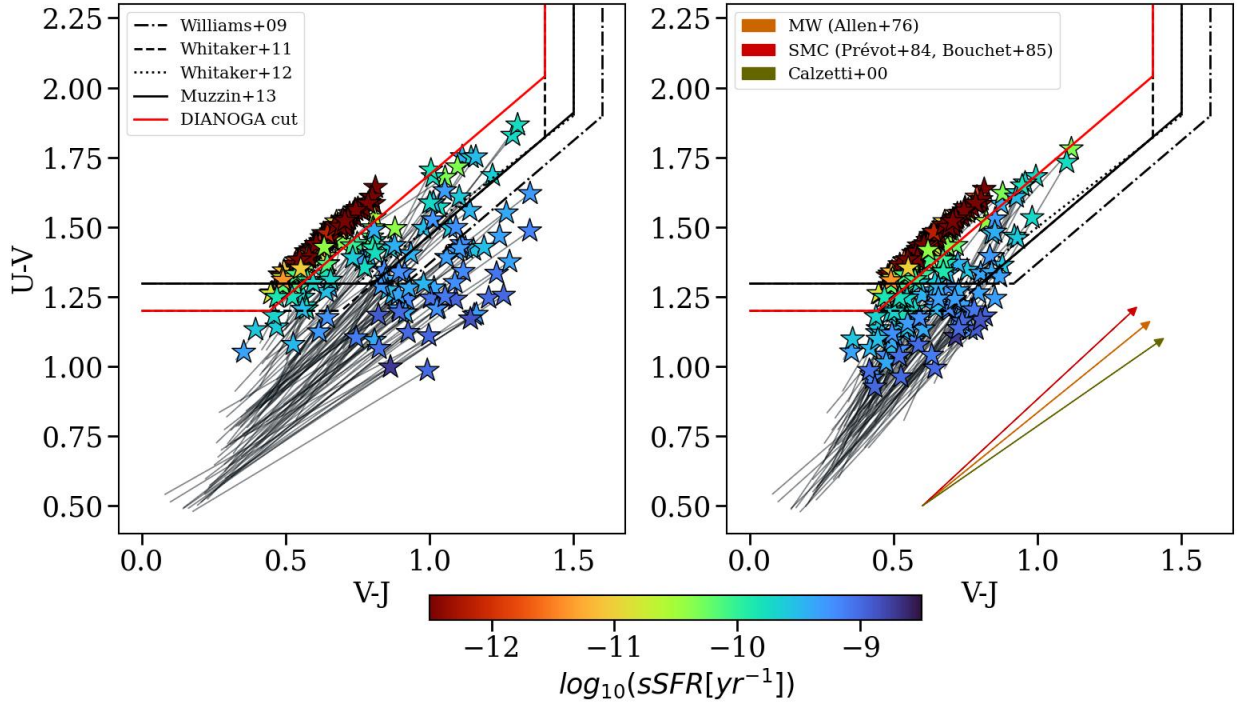 2.25
2.00
1.75
1.50
1.25
1.00
0.75
0.50
U-V
Williams+09
Whitaker+11
Whitaker+12
Muzzin+13
DIANOGA cut
0.0
0.5
1.0
1.5
V-J
2.25
2.00
1.75
1.50
1.25
1.00
0.75
0.50
MW (Allen+76)
SMC (Prévot+84, Bouchet+85)
Calzetti+00
0.0
0.5
1.0
1.5
V-J
−12
−11
−10
−9
log₁₀(sSFR[yr⁻¹])